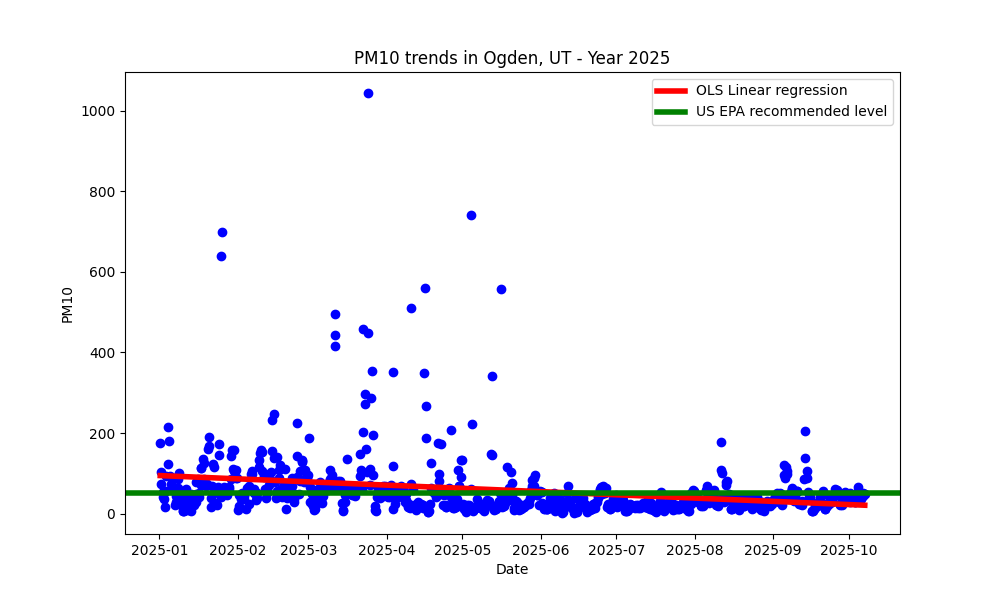 PM10 trends in Ogden, UT - Year 2025
OLS Linear regression
US EPA recommended level
1000
800
600
400
200
0
PM10
2025-01 2025-02 2025-03 2025-04 2025-05 2025-06 2025-07 2025-08 2025-09 2025-10
Date